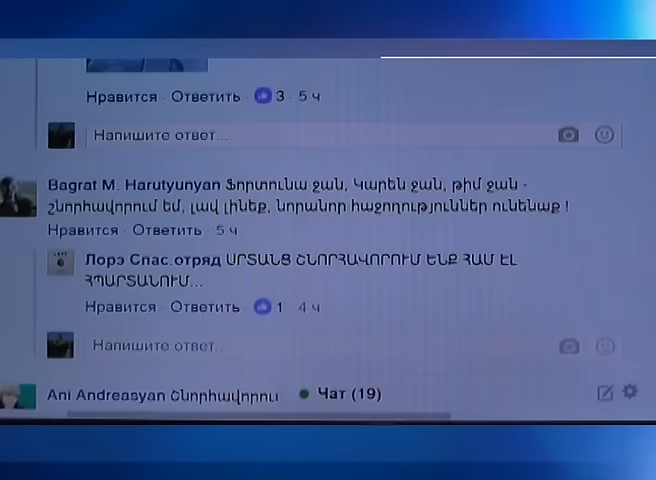 Нравится · Ответить · 3 · 5 ч
Напишите ответ...
Bagrat M. Harutyunyan Ֆորտունա ջան, Կարեն ջան, թիմ ջան -
շնորհավորում եմ, լավ լինեք, նորանոր հաջողություններ ունենաք !
Нравится · Ответить · 5 ч
Лорэ Спас.отряд ՍՐՏԱՆՑ ՇՆՈՐՀԱՎՈՐՈՒՄ ԵՆՔ ՀԱՄ ԷԼ
ՀՊԱՐՏԱՆՈՒՄ...
Нравится · Ответить · 1 · 4 ч
Напишите ответ
Ani Andreasyan Շնորհավորու
Чат (19)